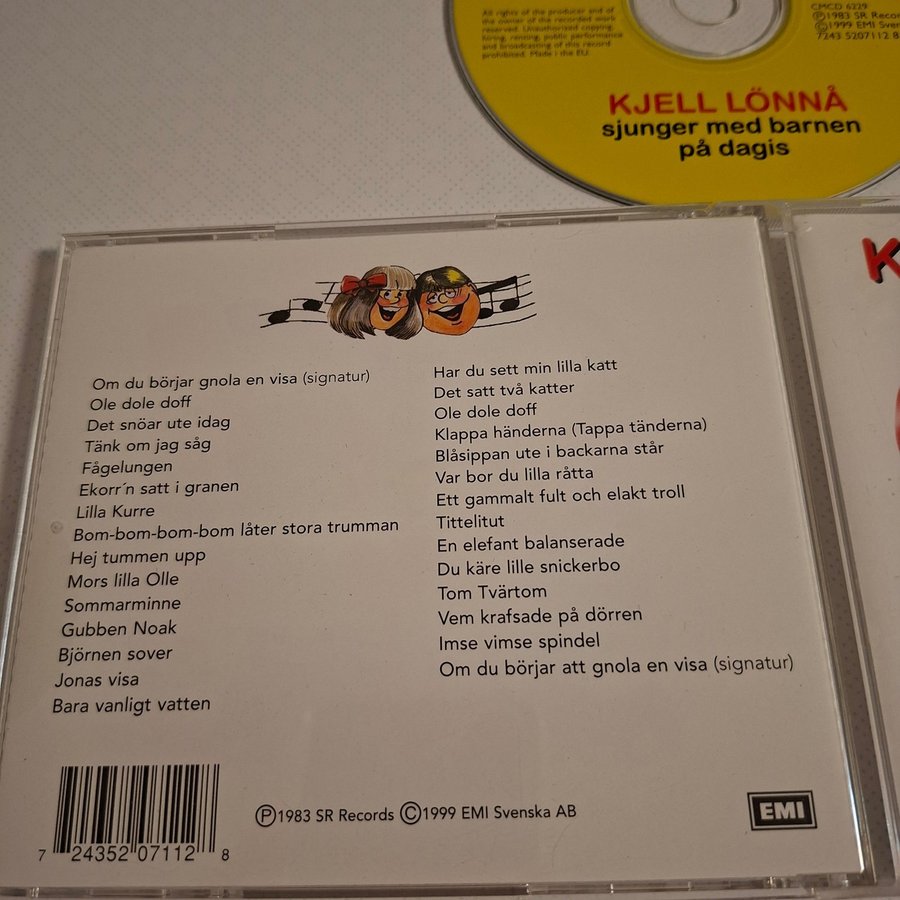 All rights of the producer and of
the owner of the recorded work
reserved. Unauthorized copying,
hiring, renting, public performance
and broadcasting of this record
prohibited. Made i the EU.
CMCD 6229
Ⓟ1983 SR Recor
©1999 EMI Sven
7243 5207112 8
KJELL LÖNNÅ
sjunger med barnen
på dagis
K
Om du börjar gnola en visa (signatur)
Ole dole doff
Det snöar ute idag
Tänk om jag såg
Fågelungen
Ekorr´n satt i granen
Lilla Kurre
Bom-bom-bom-bom låter stora trumman
Hej tummen upp
Mors lilla Olle
Sommarminne
Gubben Noak
Björnen sover
Jonas visa
Bara vanligt vatten
Har du sett min lilla katt
Det satt två katter
Ole dole doff
Klappa händerna (Tappa tänderna)
Blåsippan ute i backarna står
Var bor du lilla råtta
Ett gammalt fult och elakt troll
Tittelitut
En elefant balanserade
Du käre lille snickerbo
Tom Tvärtom
Vem krafsade på dörren
Imse vimse spindel
Om du börjar att gnola en visa (signatur)
7 24352 07112 8
Ⓟ1983 SR Records ©1999 EMI Svenska AB
EMI